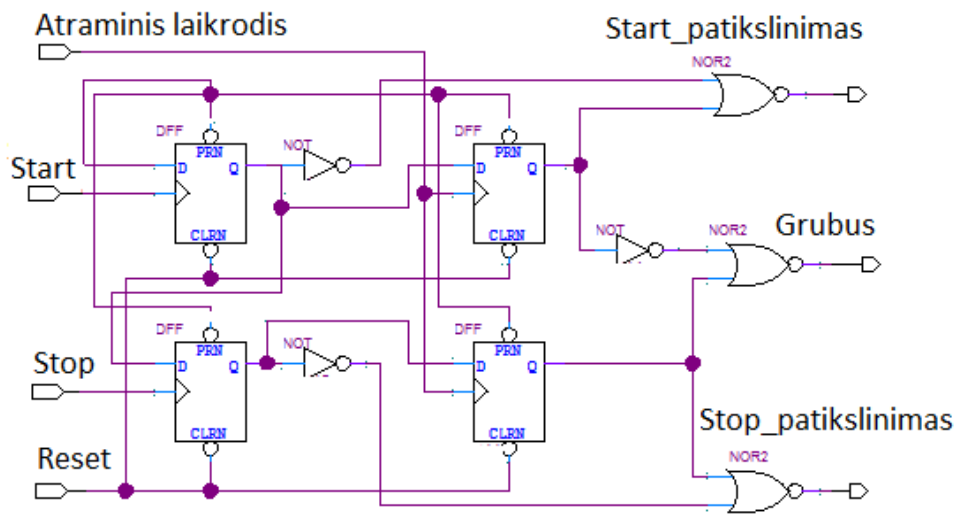 Atraminis laikrodis
Start_patikslinimas
NOR2
DFF
PRN
D
Q
CLRN
NOT
DFF
PRN
D
Q
CLRN
Start
NOT
NOR2
Grubus
DFF
PRN
D
Q
CLRN
NOT
DFF
PRN
D
Q
CLRN
Stop
Stop_patikslinimas
NOR2
Reset